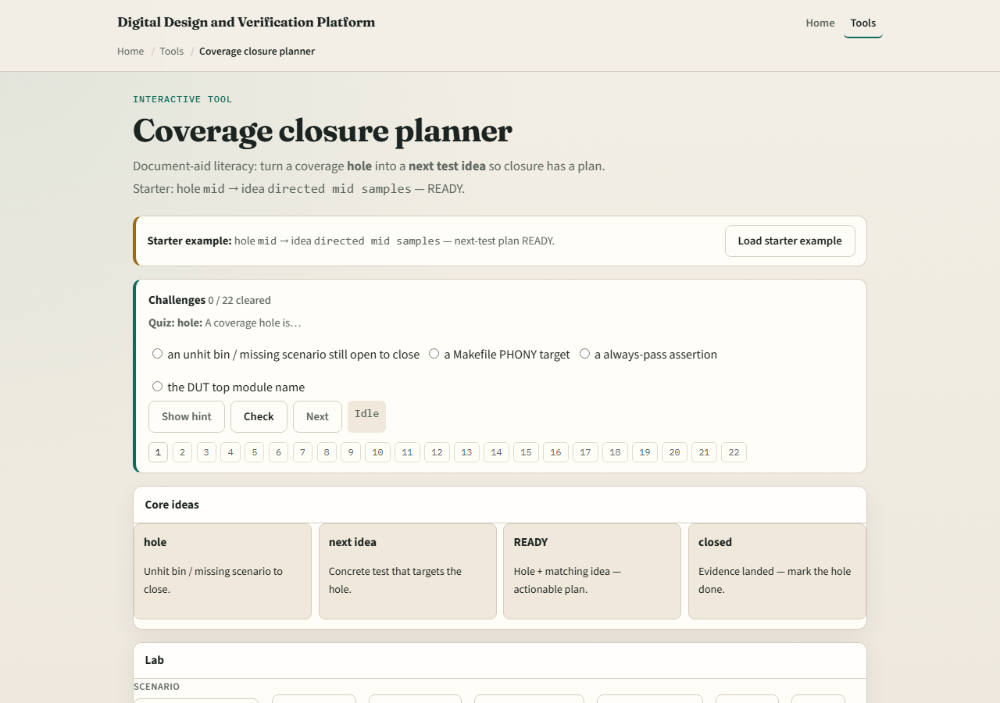 Digital Design and Verification Platform
Home
Tools
Home / Tools / Coverage closure planner
INTERACTIVE TOOL
Coverage closure planner
Document-aid literacy: turn a coverage hole into a next test idea so closure has a plan.
Starter: hole mid → idea directed mid samples — READY.
Starter example: hole mid → idea directed mid samples — next-test plan READY.
Load starter example
Challenges 0 / 22 cleared
Quiz: hole: A coverage hole is…
an unhit bin / missing scenario still open to close
a Makefile PHONY target
a always-pass assertion
the DUT top module name
Show hint
Check
Next
Idle
1 2 3 4 5 6 7 8 9 10 11 12 13 14 15 16 17 18 19 20 21 22
Core ideas
hole
Unhit bin / missing scenario to
close.
next idea
Concrete test that targets the
hole.
READY
Hole + matching idea —
actionable plan.
closed
Evidence landed — mark the hole
done.
Lab
SCENARIO